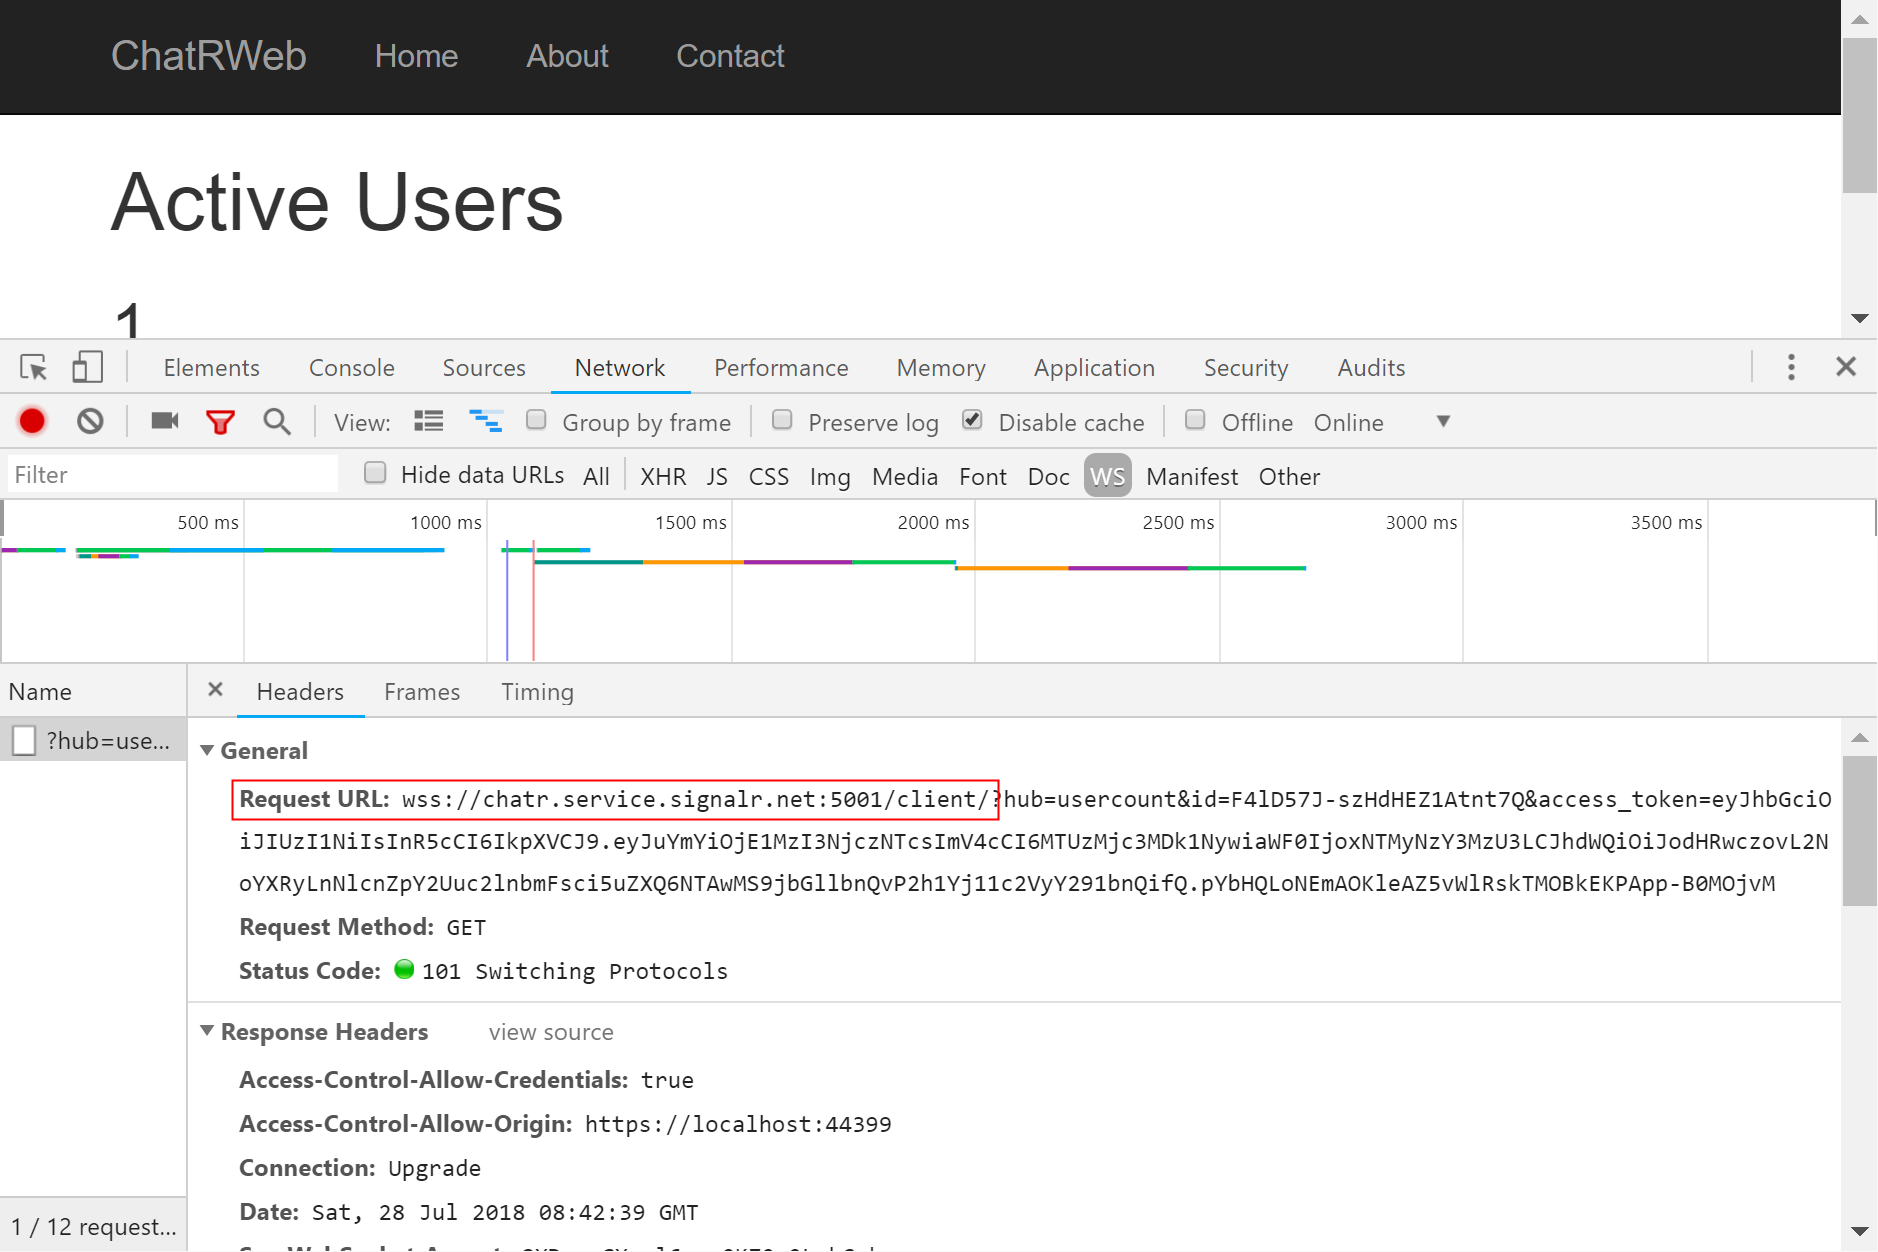 ChatRWeb Home About Contact
Active Users
1
Elements Console Sources Network Performance Memory Application Security Audits
View: Group by frame Preserve log Disable cache Offline Online
Filter Hide data URLs All XHR JS CSS Img Media Font Doc WS Manifest Other
500 ms 1000 ms 1500 ms 2000 ms 2500 ms 3000 ms 3500 ms
Name Headers Frames Timing
?hub=use...
General
Request URL: wss://chatr.service.signalr.net:5001/client/?hub=usercount&id=F4lD57J-szHdHEZ1Atnt7Q&access_token=eyJhbGciO
iJIUzI1NiIsInR5cCI6IkpXVCJ9.eyJuYmYiOjE1MzI3NjczNTcsImV4cCI6MTUzMjc3MDk1NywiaWF0IjoxNTMyNzY3MzU3LCJhdWQiOiJodHRwczovL2N
oYXRyLnNlcnZpY2Uuc2lnbmFsci5uZXQ6NTAwMS9jbGllbnQvP2h1Yj11c2VyY291bnQifQ.pYbHQLoNEmAOKleAZ5vWlRskTMOBkEKPApp-B0MOjvM
Request Method: GET
Status Code: 101 Switching Protocols
Response Headers view source
Access-Control-Allow-Credentials: true
Access-Control-Allow-Origin: https://localhost:44399
Connection: Upgrade
Date: Sat, 28 Jul 2018 08:42:39 GMT
1 / 12 request...